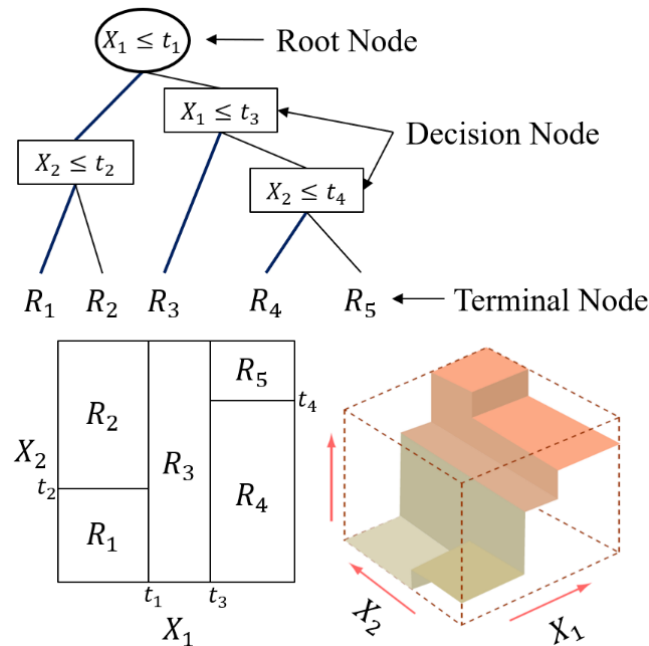 X₁ ≤ t₁
Root Node
X₁ ≤ t₃
Decision Node
X₂ ≤ t₂
X₂ ≤ t₄
R₁ R₂ R₃ R₄ R₅
Terminal Node
R₅
t₄
R₂
X₂
R₃
t₂
R₄
R₁
t₁ t₃
X₁
X₂
X₁